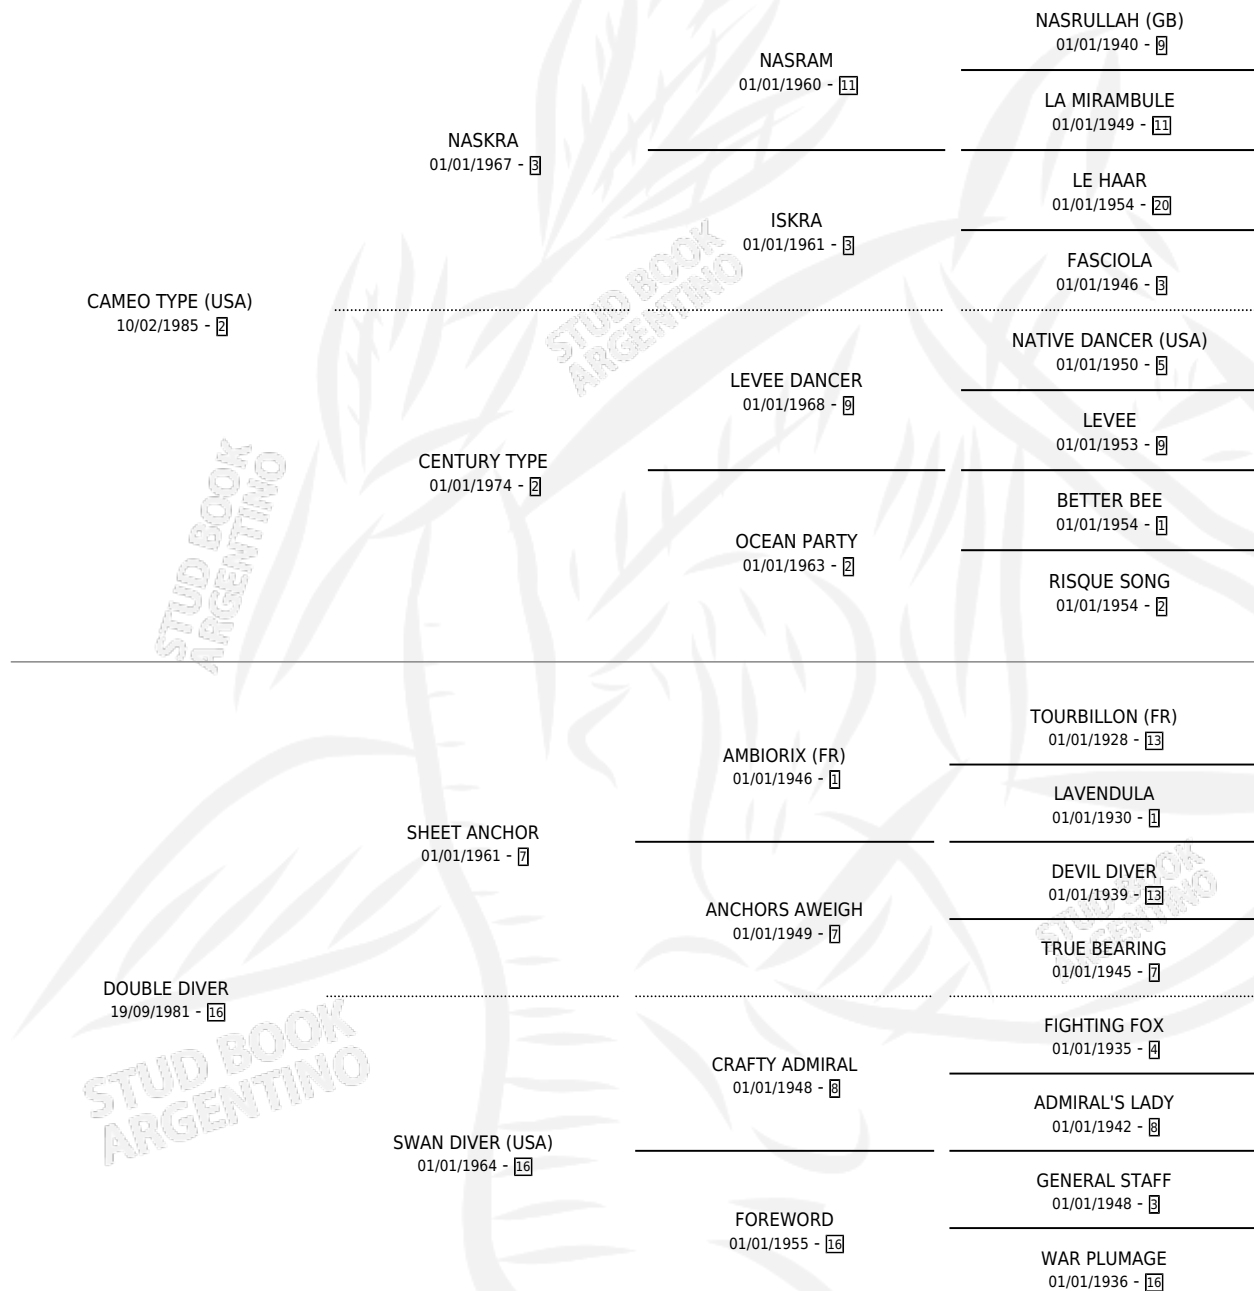 NASRULLAH (GB)
01/01/1940 - 9
NASRAM
01/01/1960 - 11
LA MIRAMBULE
01/01/1949 - 11
NASKRA
01/01/1967 - 3
LE HAAR
01/01/1954 - 20
ISKRA
01/01/1961 - 3
FASCIOLA
01/01/1946 - 3
CAMEO TYPE (USA)
10/02/1985 - 2
NATIVE DANCER (USA)
01/01/1950 - 5
LEVEE DANCER
01/01/1968 - 9
LEVEE
01/01/1953 - 9
CENTURY TYPE
01/01/1974 - 2
BETTER BEE
01/01/1954 - 1
OCEAN PARTY
01/01/1963 - 2
RISQUE SONG
01/01/1954 - 2
STUD BOOK
ARGENTINO
STUD BOOK
ARGENTINO
TOURBILLON (FR)
01/01/1928 - 13
AMBIORIX (FR)
01/01/1946 - 1
LAVENDULA
01/01/1930 - 1
SHEET ANCHOR
01/01/1961 - 7
DEVIL DIVER
01/01/1939 - 13
ANCHORS AWEIGH
01/01/1949 - 7
TRUE BEARING
01/01/1945 - 7
DOUBLE DIVER
19/09/1981 - 16
FIGHTING FOX
01/01/1935 - 4
CRAFTY ADMIRAL
01/01/1948 - 8
ADMIRAL'S LADY
01/01/1942 - 8
SWAN DIVER (USA)
01/01/1964 - 16
GENERAL STAFF
01/01/1948 - 3
FOREWORD
01/01/1955 - 16
WAR PLUMAGE
01/01/1936 - 16
STUD BOOK
ARGENTINO
STUD BOOK
ARGENTINO